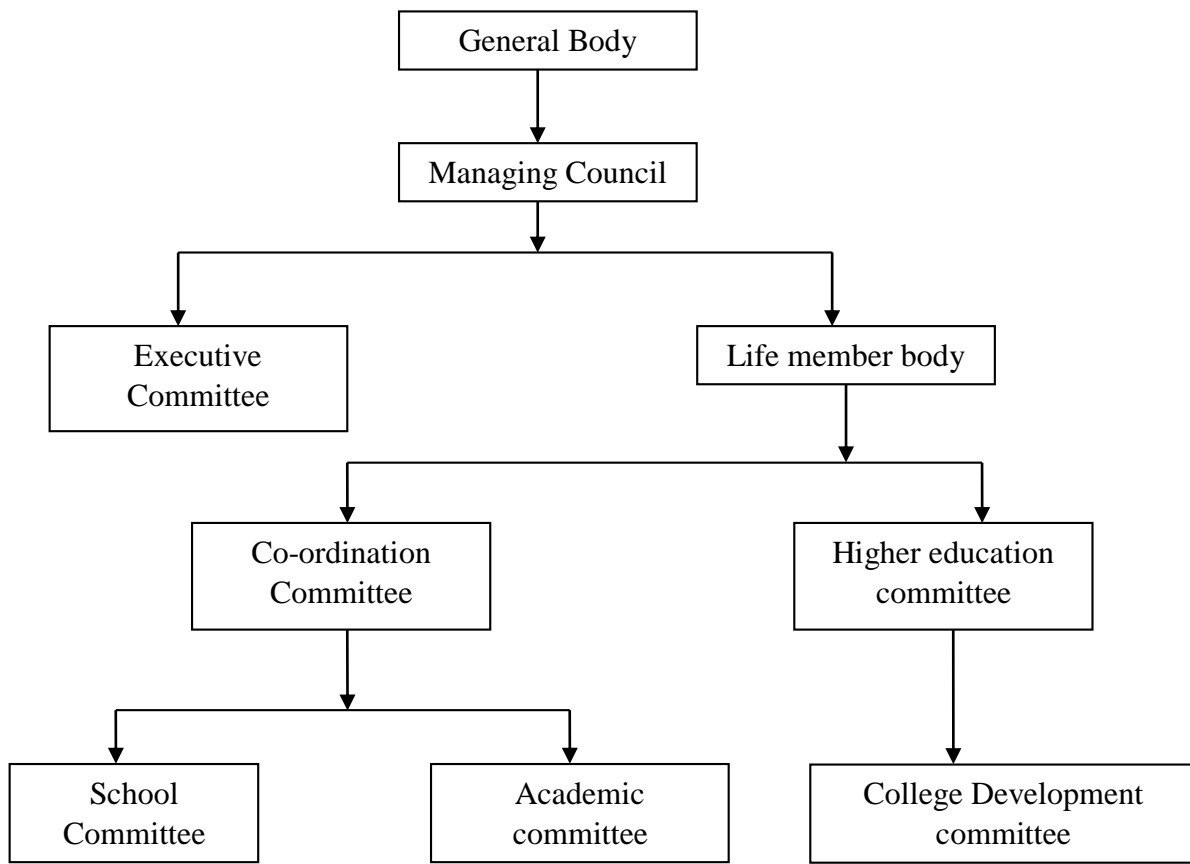 General Body
Managing Council
Executive
Committee
Life member body
Co-ordination
Committee
Higher education
committee
School
Committee
Academic
committee
College Development
committee